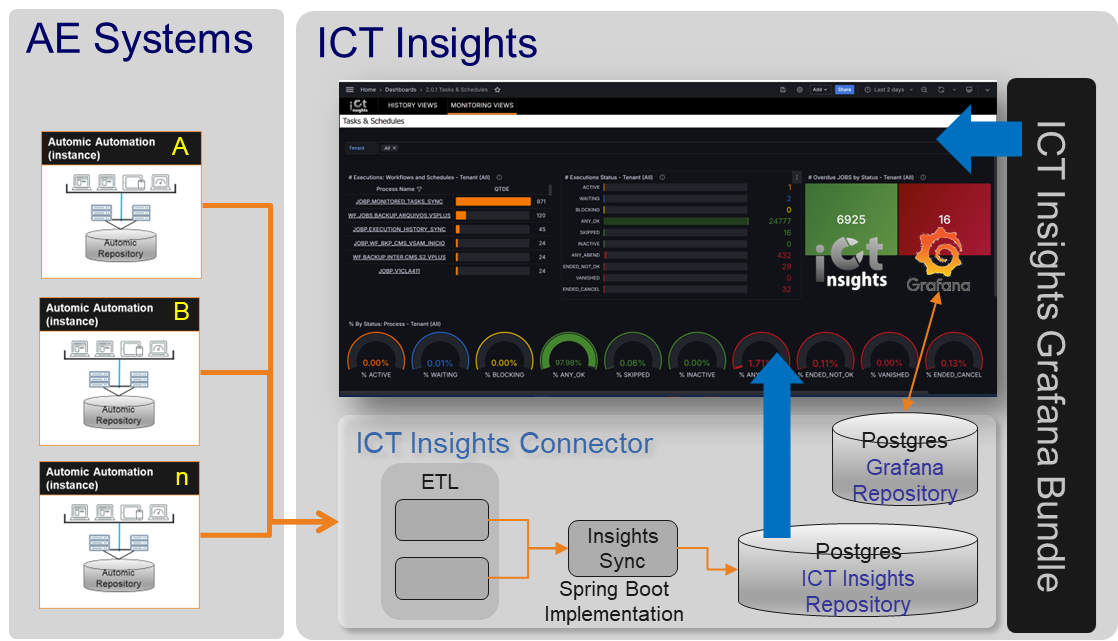 AE Systems
Automic Automation
(instance)
A
Automic
Repository
Automic Automation
(instance)
B
Automic
Repository
Automic Automation
(instance)
n
Automic
Repository
ICT Insights
Home › Dashboards › 2.0.1 Tasks & Schedules
Add
Share
Last 2 days
ict
nsights
HISTORY VIEWS
MONITORING VIEWS
Tasks & Schedules
Tenant
All ×
# Executions: Workflows and Schedules - Tenant (All)
Process Name
QTDE
JOBP.MONITORED_TASKS_SYNC 871
WF.JOBS.BACKUP.ARQUIVOS.VSPLUS 120
JOBP.EXECUTION_HISTORY_SYNC 45
JOBP.WF_BKP_CMS_VSAM_INICIO 24
WF.BACKUP.INTER.CMS.S2.VPLUS 24
JOBP.V1CLA411 24
# Executions Status - Tenant (All)
ACTIVE 1
WAITING 2
BLOCKING 0
ANY_OK 24777
SKIPPED 16
INACTIVE 0
ANY_ABEND 432
ENDED_NOT_OK 29
VANISHED 0
ENDED_CANCEL 32
# Overdue JOBS by Status - Tenant (All)
6925
16
ict
nsights
Grafana
% By Status: Process - Tenant (All)
0.00%
% ACTIVE
0.01%
% WAITING
0.00%
% BLOCKING
97.98%
% ANY_OK
0.06%
% SKIPPED
0.00%
% INACTIVE
1.71%
0.11%
% ENDED_NOT_OK
0.00%
% VANISHED
0.13%
% ENDED_CANCEL
ICT Insights Connector
ETL
Insights
Sync
Spring Boot
Implementation
Postgres
Grafana
Repository
Postgres
ICT Insights
Repository
ICT Insights Grafana Bundle